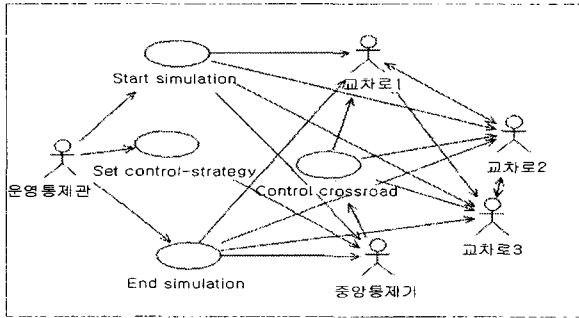 Start simulation
교차로1
운영통제관
Set control-strategy
Control crossroad
교차로2
교차로3
End simulation
중앙통제기